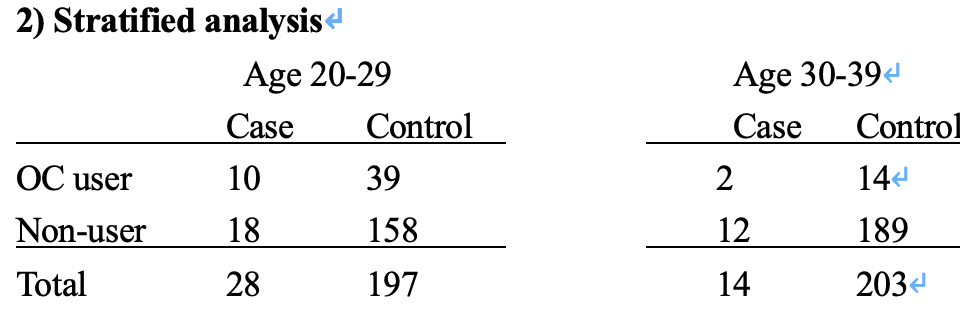 2) Stratified analysis↵
Age 20-29 Age 30-39↵
Case Control Case Control
OC user 10 39 2 14↵
Non-user 18 158 12 189
Total 28 197 14 203↵